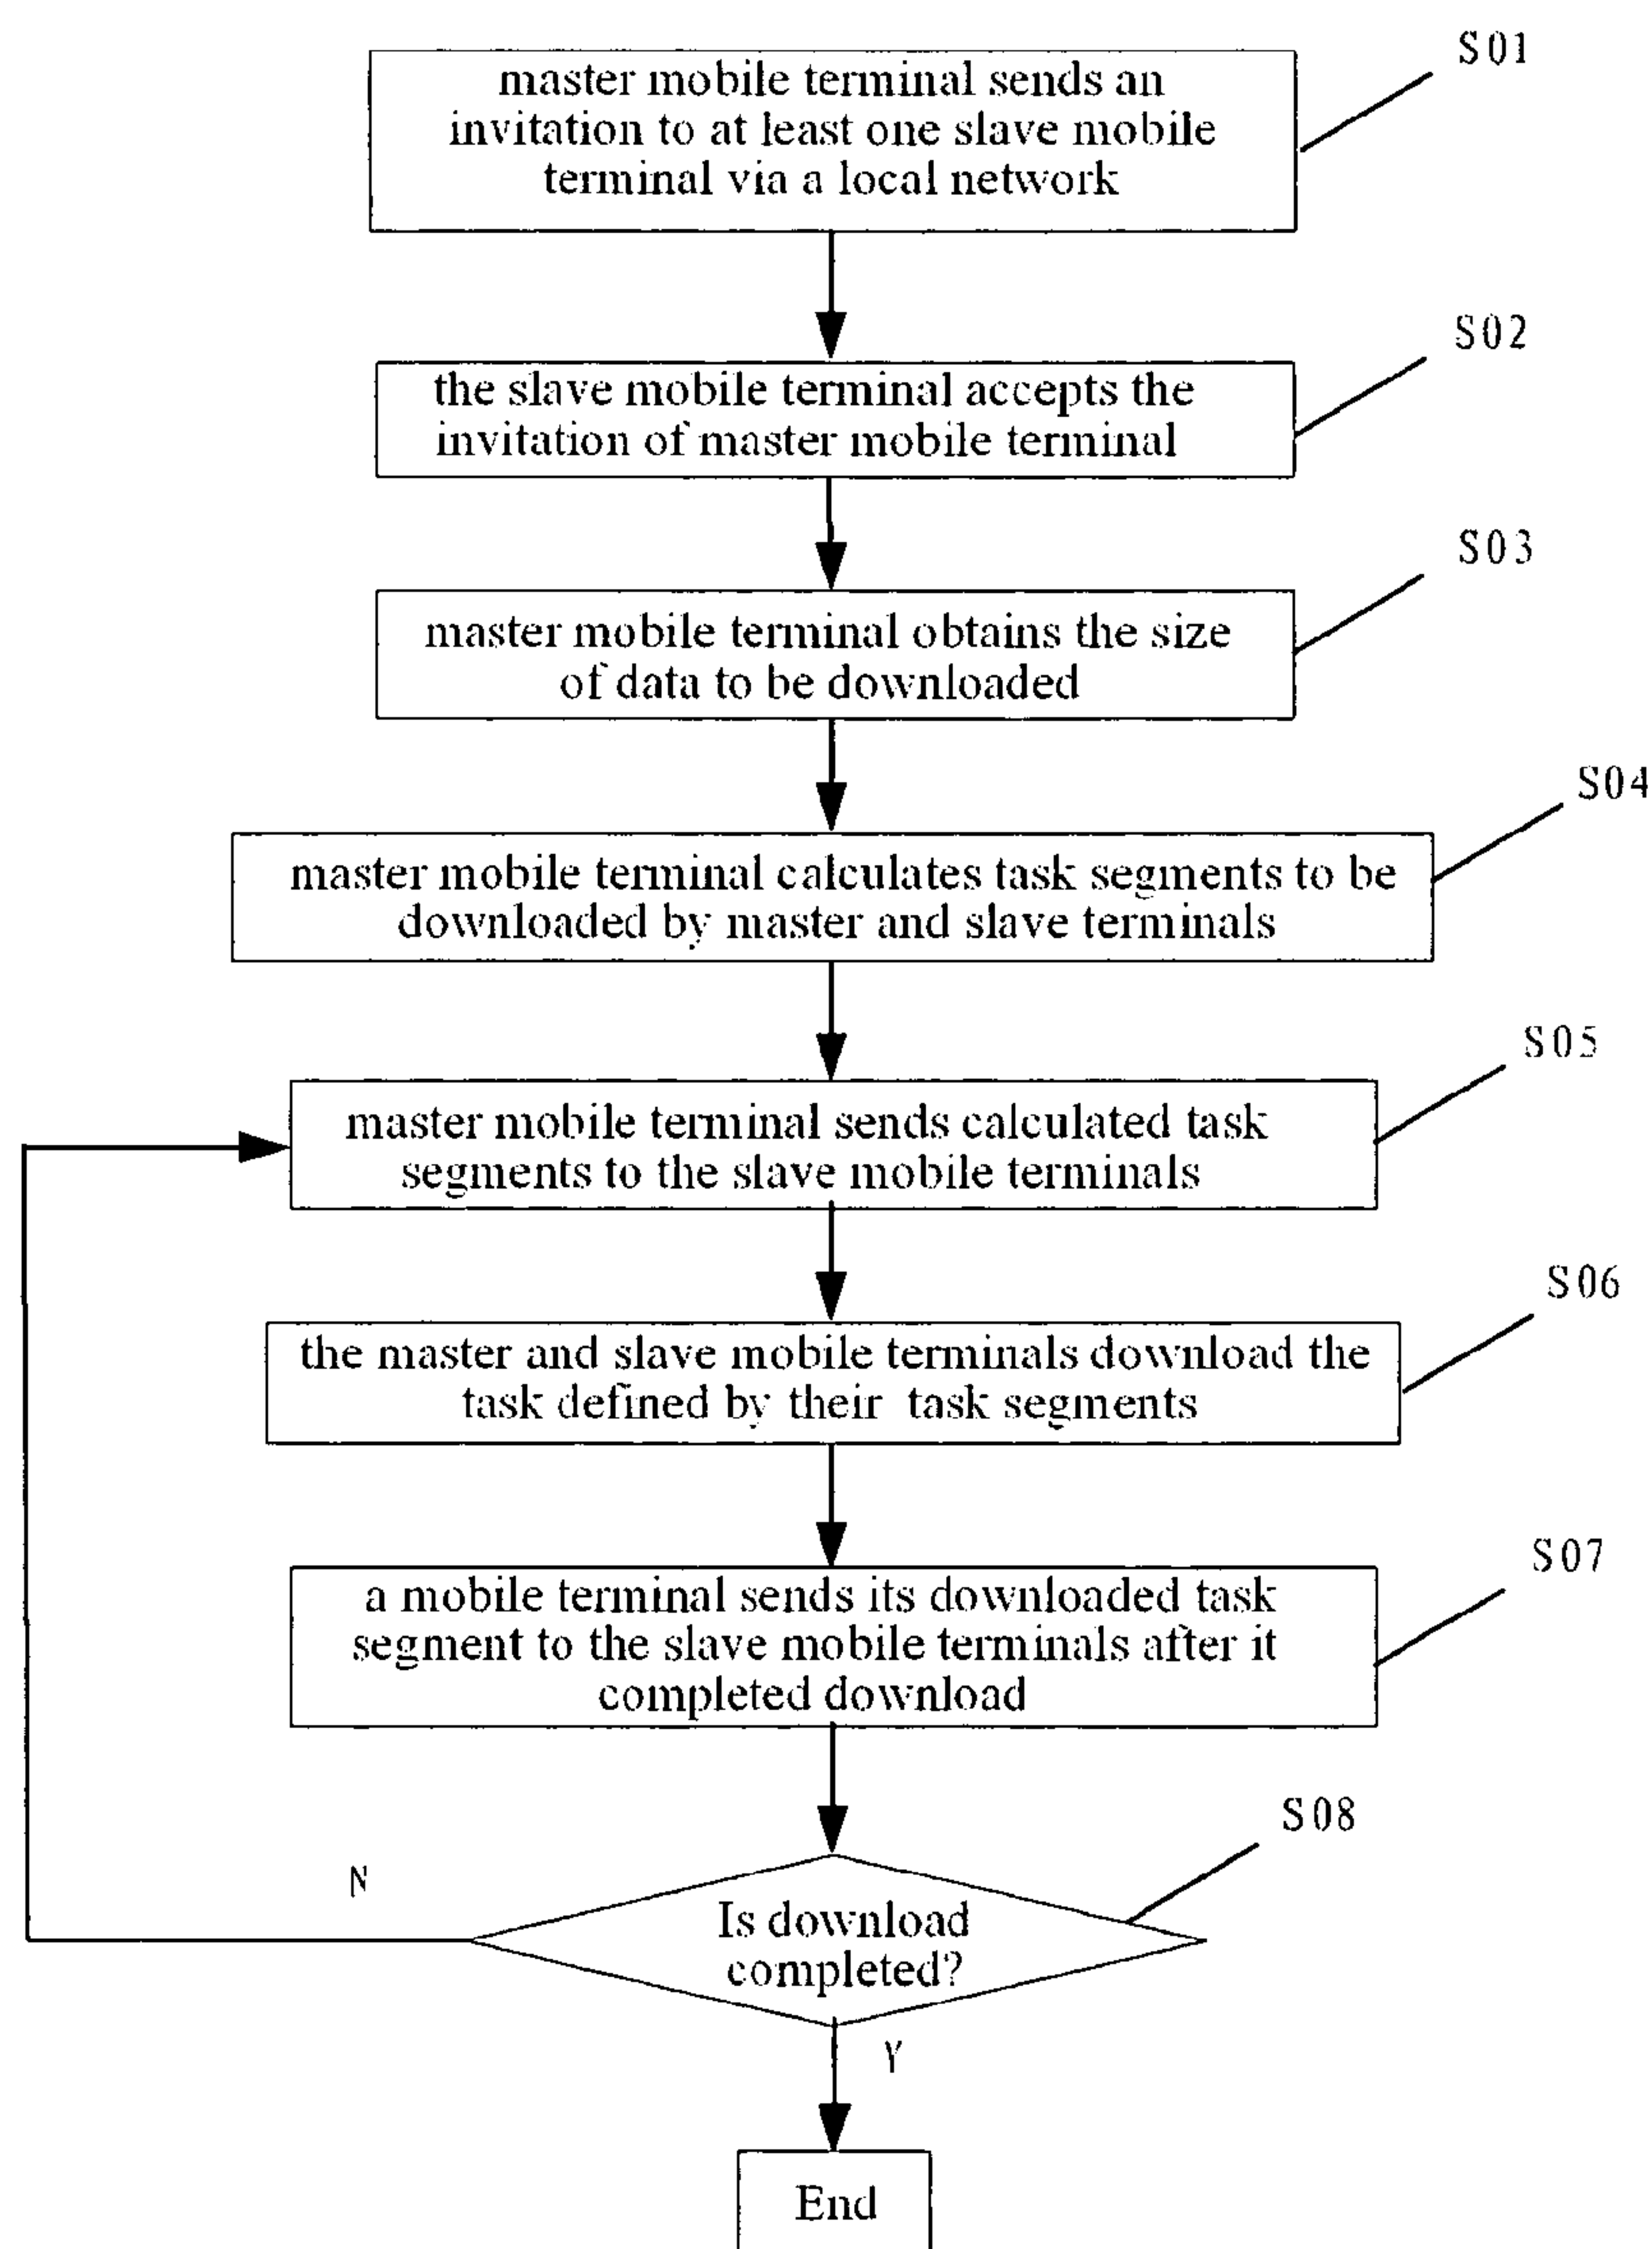 S01
master mobile terminal sends an
invitation to at least one slave mobile
terminal via a local network
S02
the slave mobile terminal accepts the
invitation of master mobile terminal
S03
master mobile terminal obtains the size
of data to be downloaded
S04
master mobile terminal calculates task segments to be
downloaded by master and slave terminals
S05
master mobile terminal sends calculated task
segments to the slave mobile terminals
S06
the master and slave mobile terminals download the
task defined by their task segments
S07
a mobile terminal sends its downloaded task
segment to the slave mobile terminals after it
completed download
S08
N
Is download
completed?
Y
End